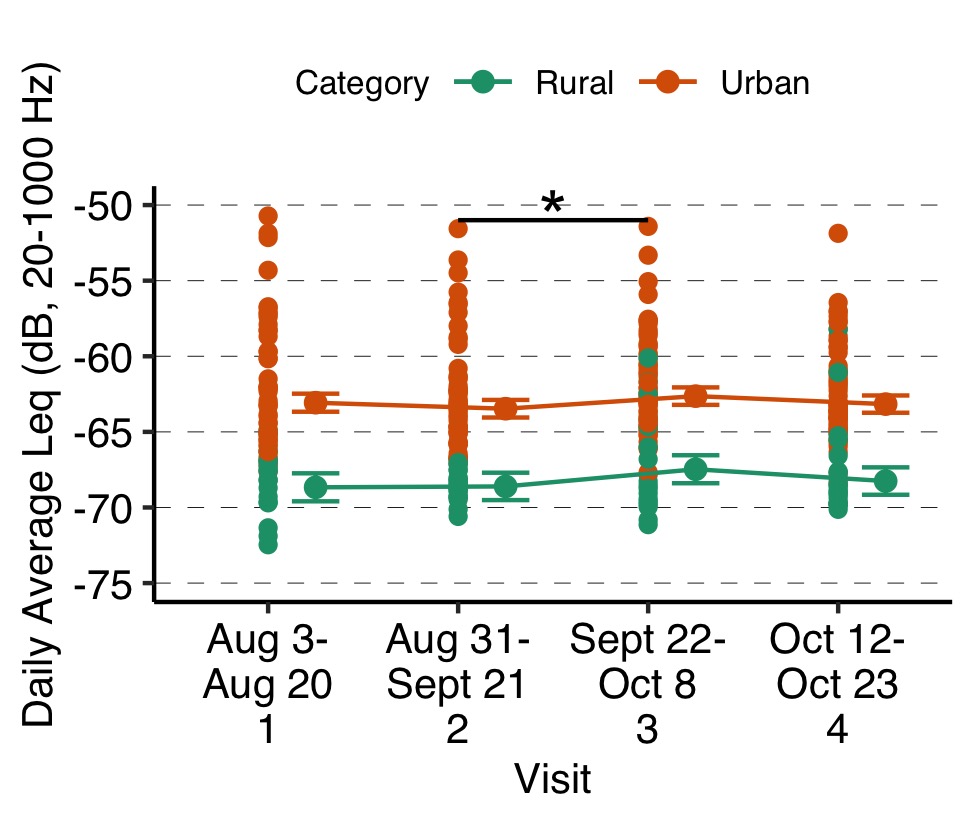 Category Rural Urban
Daily Average Leq (dB, 20-1000 Hz)
*
-50
-55
-60
-65
-70
-75
Aug 3- Aug 31- Sept 22- Oct 12-
Aug 20 Sept 21 Oct 8 Oct 23
1 2 3 4
Visit